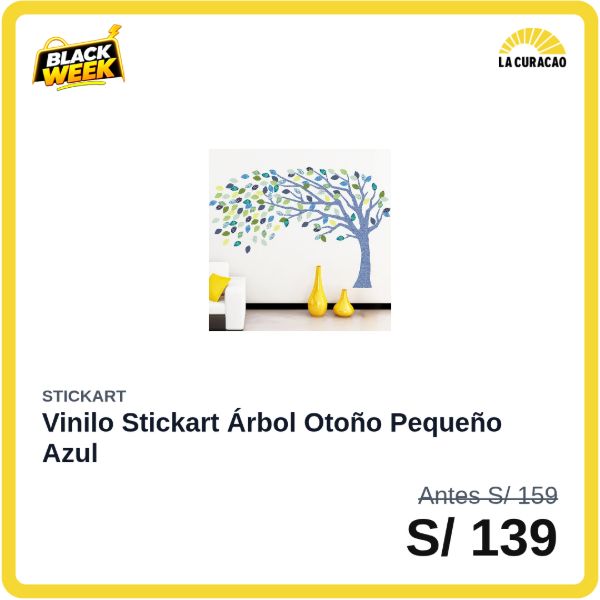 BLACK
WEEK
LA CURACAO
STICKART
Vinilo Stickart Árbol Otoño Pequeño
Azul
Antes S/ 159
S/ 139